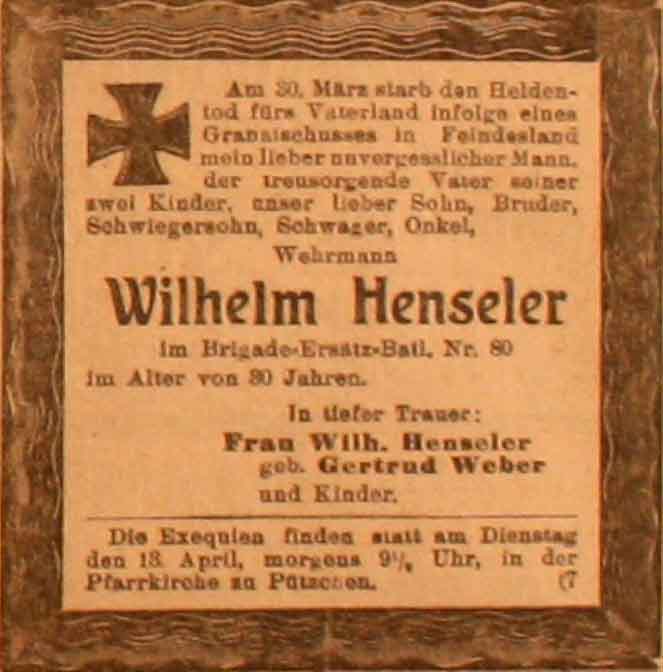 Am 30. März starb den Helden-
tod fürs Vaterland infolge eines
Granatschusses in Feindesland
mein lieber unvergesslicher Mann,
der treusorgende Vater seiner
zwei Kinder, unser lieber Sohn, Bruder,
Schwiegersohn, Schwager, Onkel,
Wehrmann
Wilhelm Henseler
im Brigade-Ersatz-Batl. Nr. 80
im Alter von 30 Jahren.
In tiefer Trauer:
Frau Wilh. Henseler
geb. Gertrud Weber
und Kinder.
Die Exequien finden statt am Dienstag
den 13. April, morgens 9¼ Uhr, in der
Pfarrkirche zu Pützchen. (7